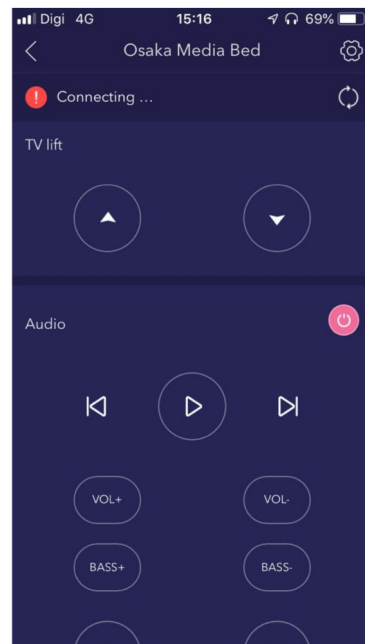 Digi 4G 15:16 69%
Osaka Media Bed
Connecting ...
TV lift
Audio
VOL+ VOL-
BASS+ BASS-